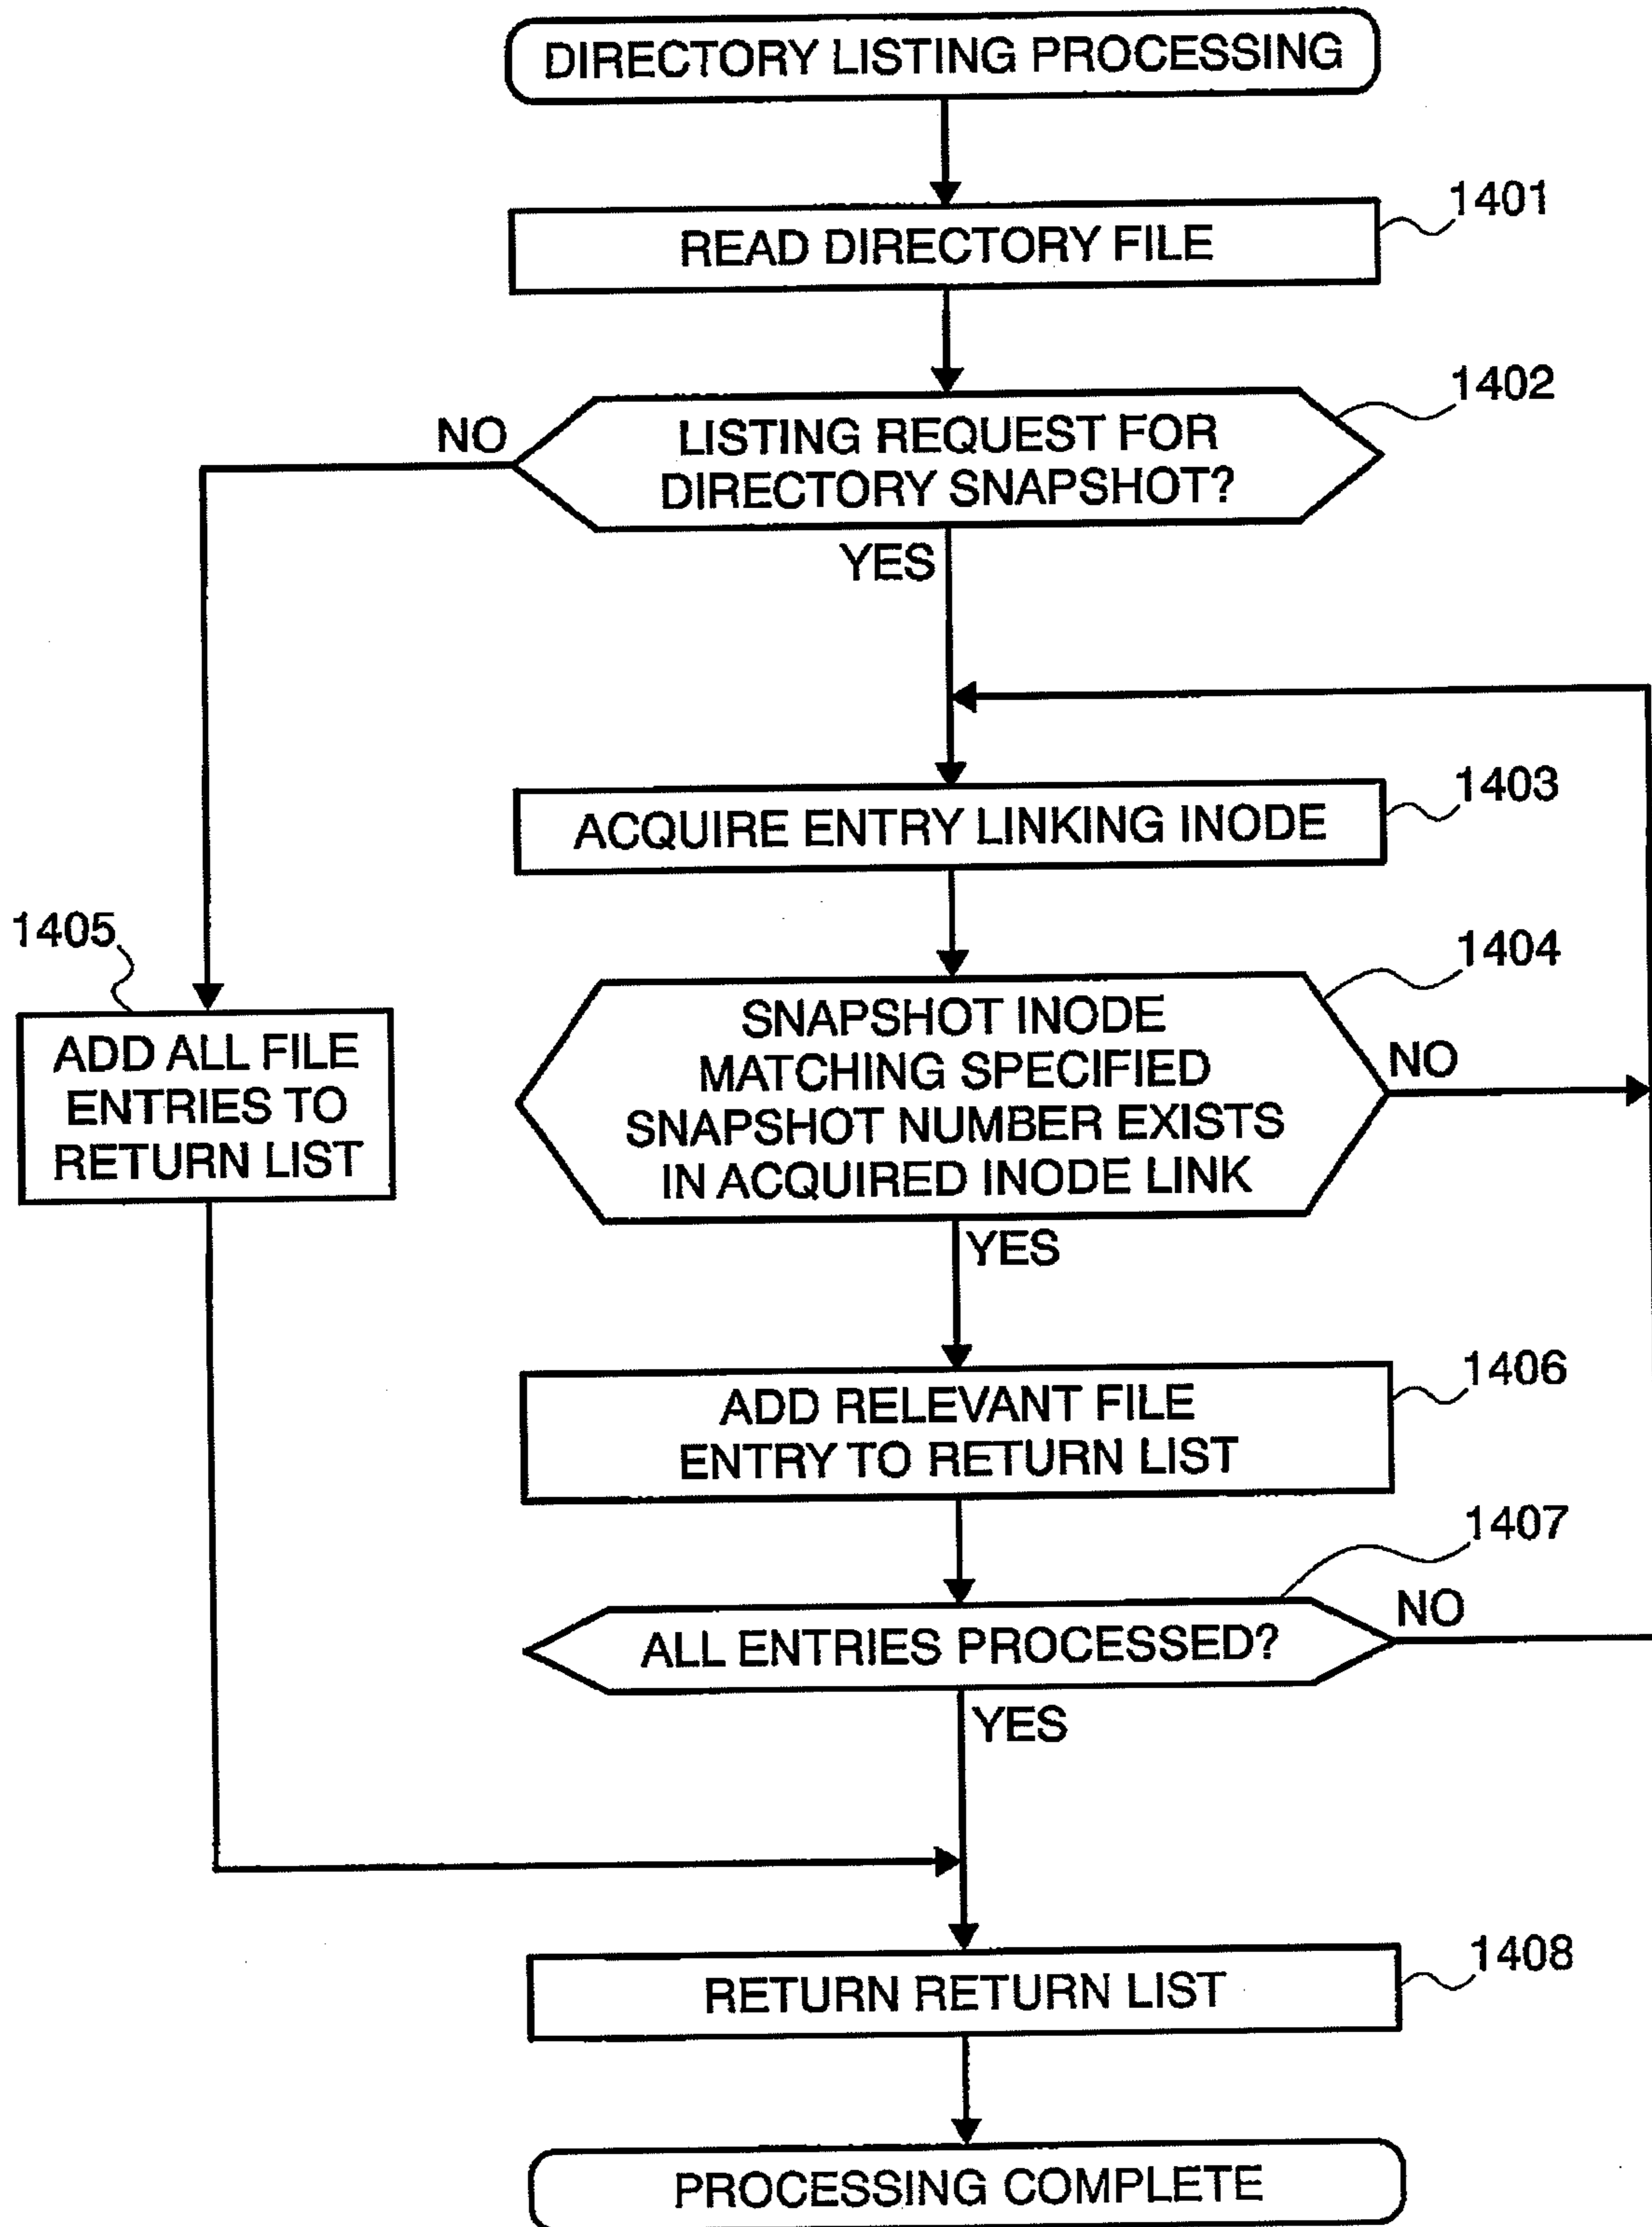 DIRECTORY LISTING PROCESSING
1401
READ DIRECTORY FILE
1402
NO
LISTING REQUEST FOR
DIRECTORY SNAPSHOT?
YES
1403
ACQUIRE ENTRY LINKING INODE
1404
1405
SNAPSHOT INODE
MATCHING SPECIFIED
SNAPSHOT NUMBER EXISTS
IN ACQUIRED INODE LINK
NO
ADD ALL FILE
ENTRIES TO
RETURN LIST
YES
1406
ADD RELEVANT FILE
ENTRY TO RETURN LIST
1407
NO
ALL ENTRIES PROCESSED?
YES
1408
RETURN RETURN LIST
PROCESSING COMPLETE